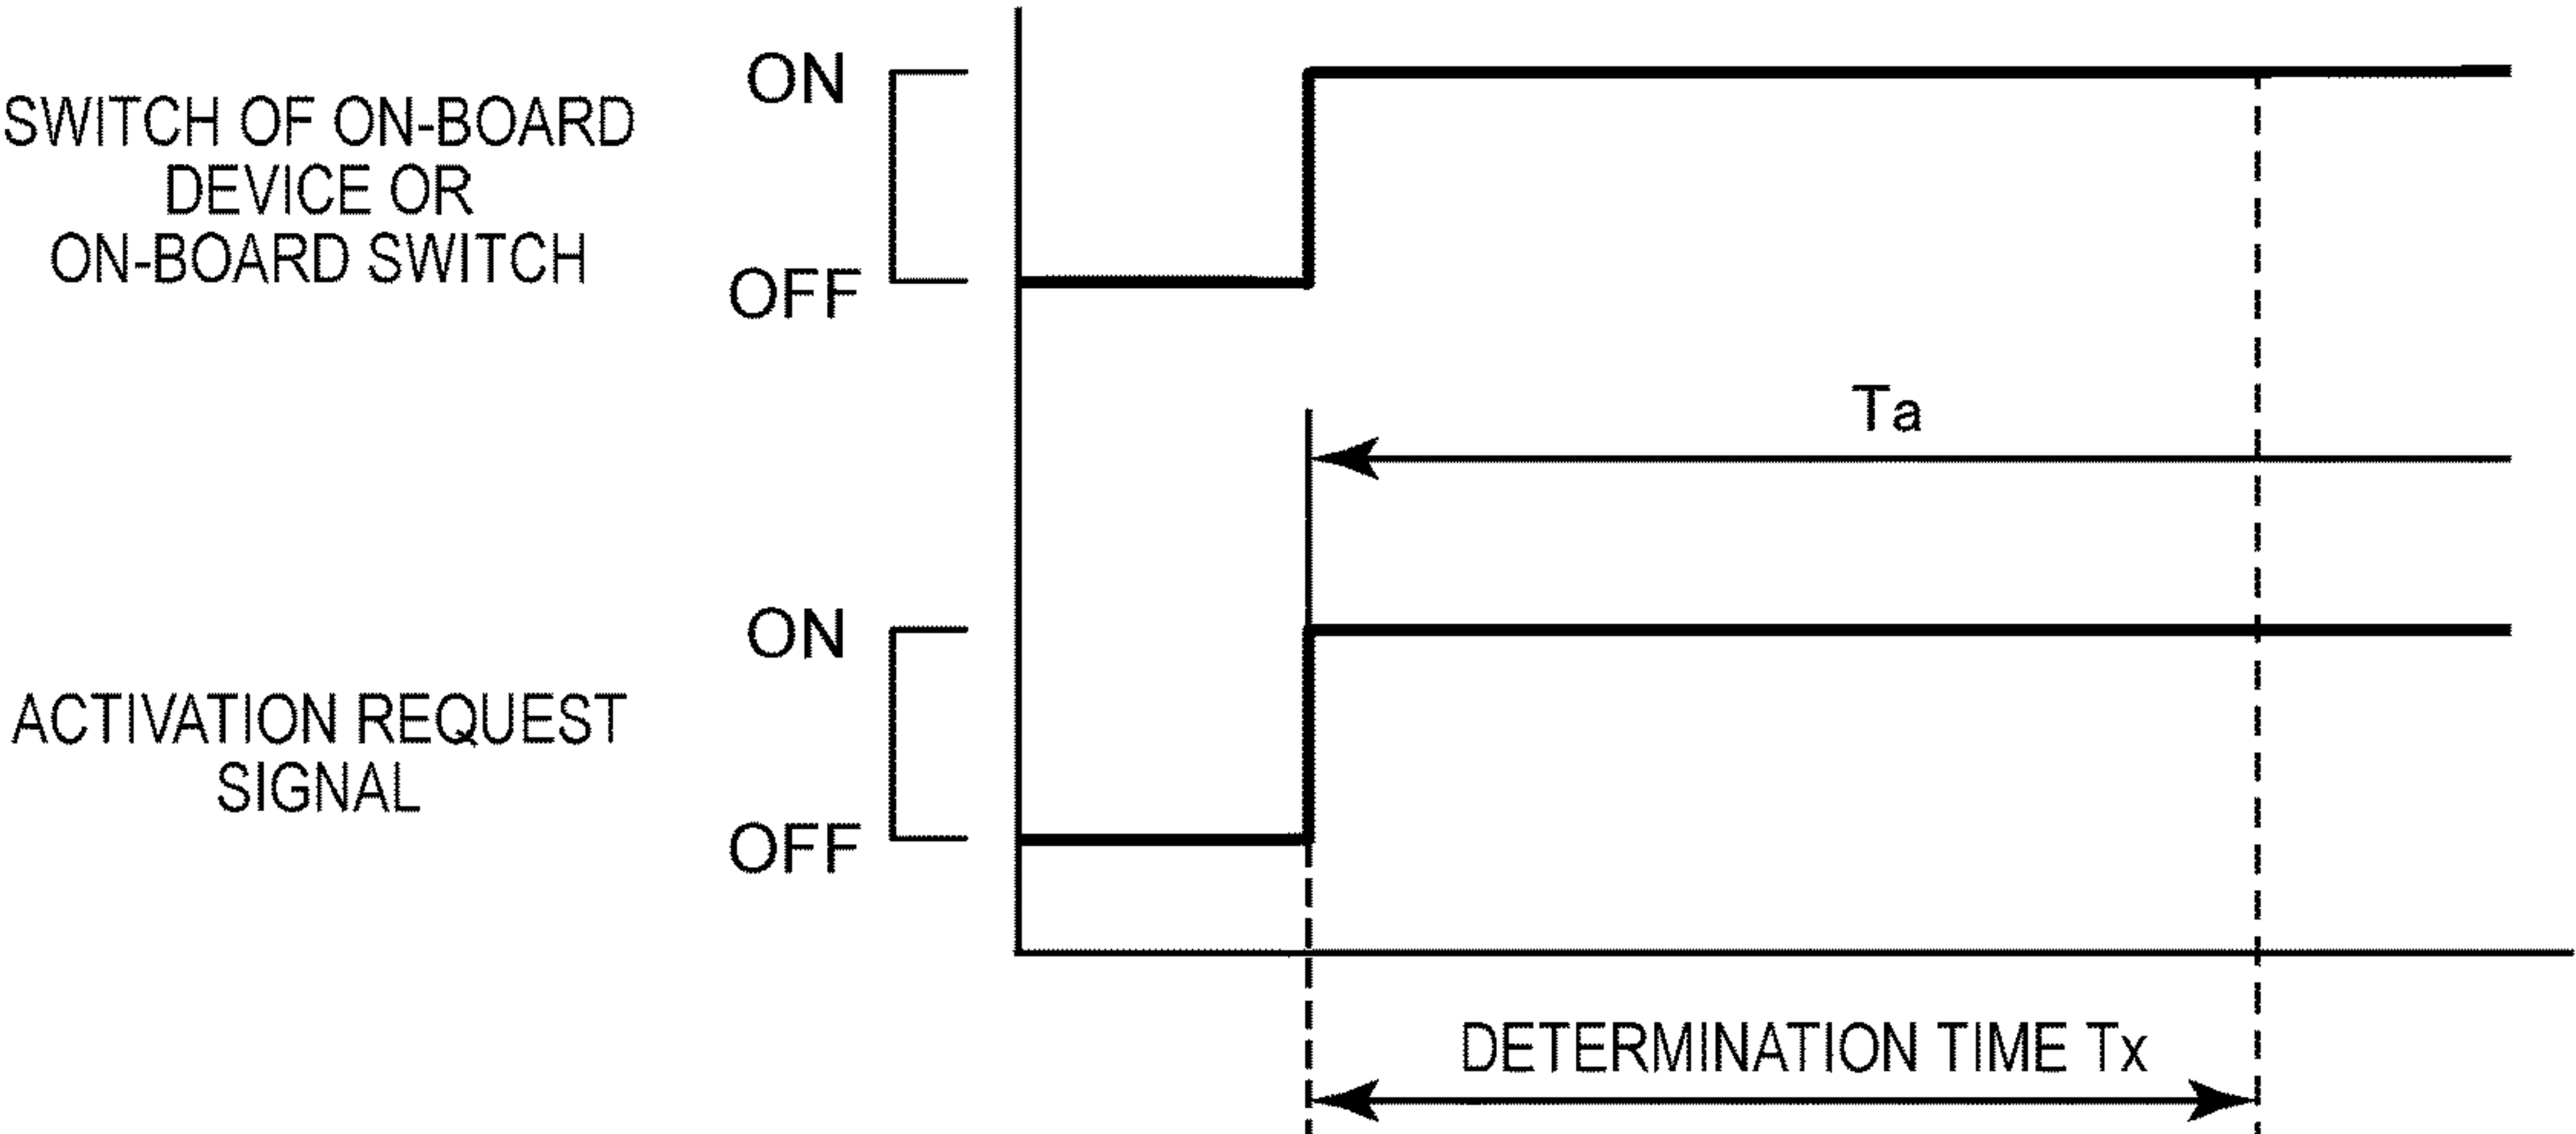 ON
SWITCH OF ON-BOARD
DEVICE OR
ON-BOARD SWITCH
OFF
Ta
ON
ACTIVATION REQUEST
SIGNAL
OFF
DETERMINATION TIME Tx